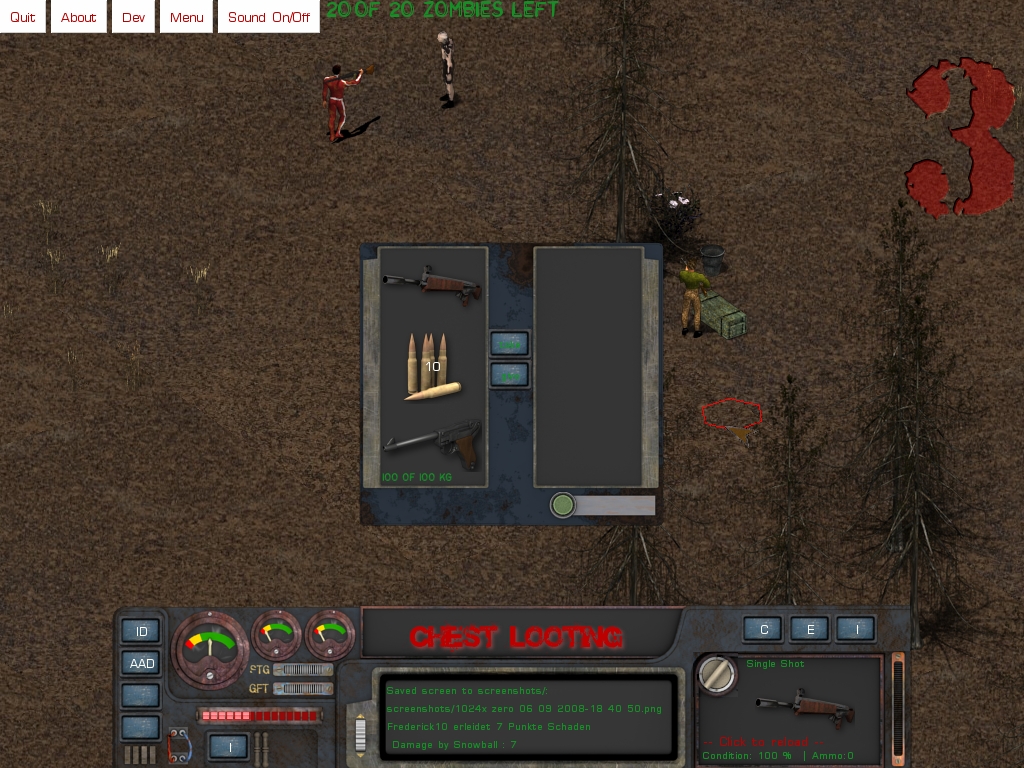 Quit About Dev Menu Sound On/Off
20 OF 20 ZOMBIES LEFT
3
10
100 OF 100 KG
CHEST LOOTING
ID
AAD
STG
GFT
I
C E I
Saved screen to screenshots/:
screenshots/1024x zero 06 09 2008-18 40 50.png
Frederick10 erleidet 7 Punkte Schaden
Damage by Snowball : 7
Single Shot
-- Click to reload --
Condition: 100 % | Ammo:0